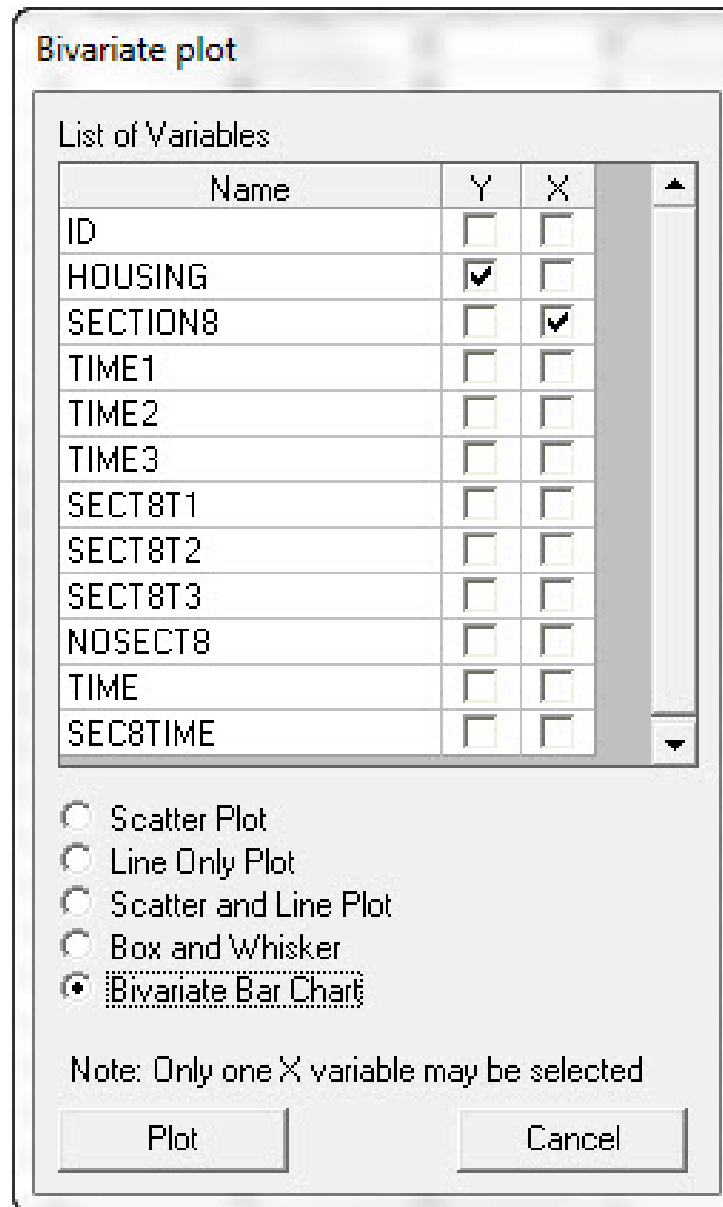 Bivariate plot
List of Variables
Name Y X
ID
HOUSING
SECTION8
TIME1
TIME2
TIME3
SECT8T1
SECT8T2
SECT8T3
NOSECT8
TIME
SEC8TIME
Scatter Plot
Line Only Plot
Scatter and Line Plot
Box and Whisker
Bivariate Bar Chart
Note: Only one X variable may be selected
Plot Cancel